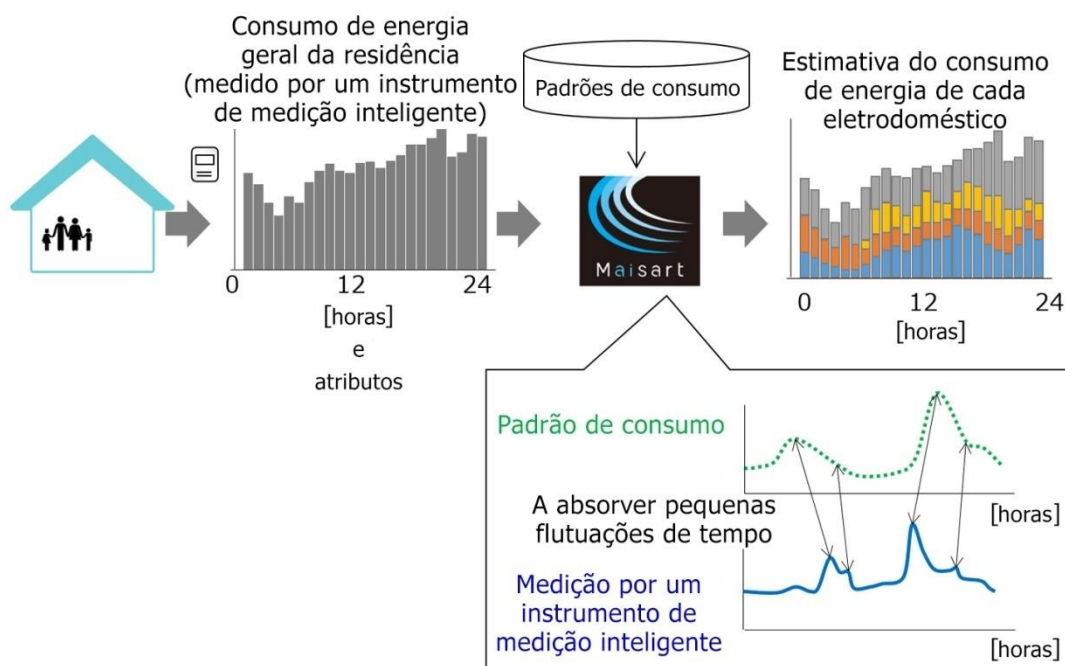 Consumo de energia
geral da residência
(medido por um instrumento
de medição inteligente)
0 12 24
[horas]
e
atributos
Padrões de consumo
Maisart
Estimativa do consumo
de energia de cada
eletrodoméstico
0 12 24
[horas]
Padrão de consumo
[horas]
A absorver pequenas
flutuações de tempo
Medição por um
instrumento de
medição inteligente
[horas]